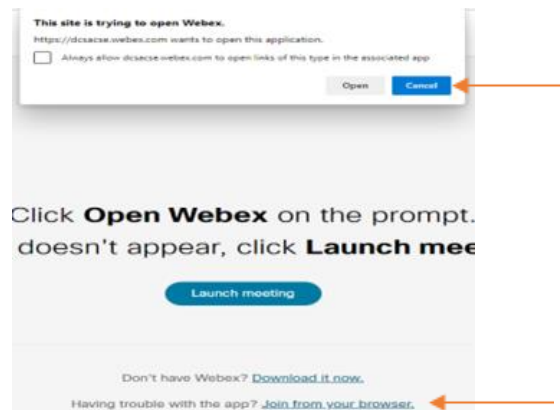 This site is trying to open Webex.
https://dcsacse.webex.com wants to open this application.
Always allow dcsacse.webex.com to open links of this type in the associated app
Open Cancel
Click Open Webex on the prompt.
doesn't appear, click Launch mee
Launch meeting
Don't have Webex? Download it now.
Having trouble with the app? Join from your browser.